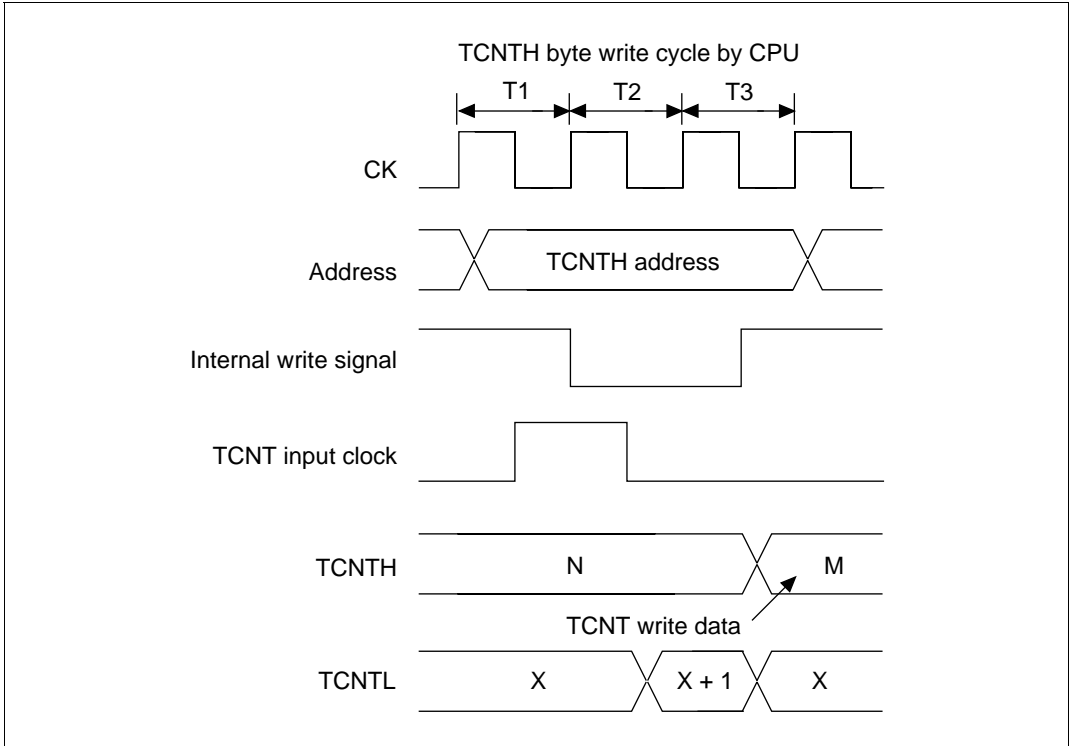 TCNTH byte write cycle by CPU
T1 T2 T3
CK
Address TCNTH address
Internal write signal
TCNT input clock
TCNTH N M
TCNT write data
TCNTL X X + 1 X